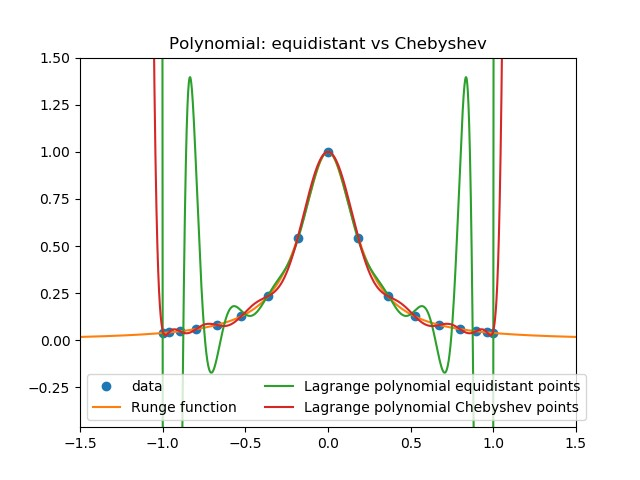 Polynomial: equidistant vs Chebyshev
1.50
1.25
1.00
0.75
0.50
0.25
0.00
−0.25
data
Runge function
Lagrange polynomial equidistant points
Lagrange polynomial Chebyshev points
−1.5 −1.0 −0.5 0.0 0.5 1.0 1.5